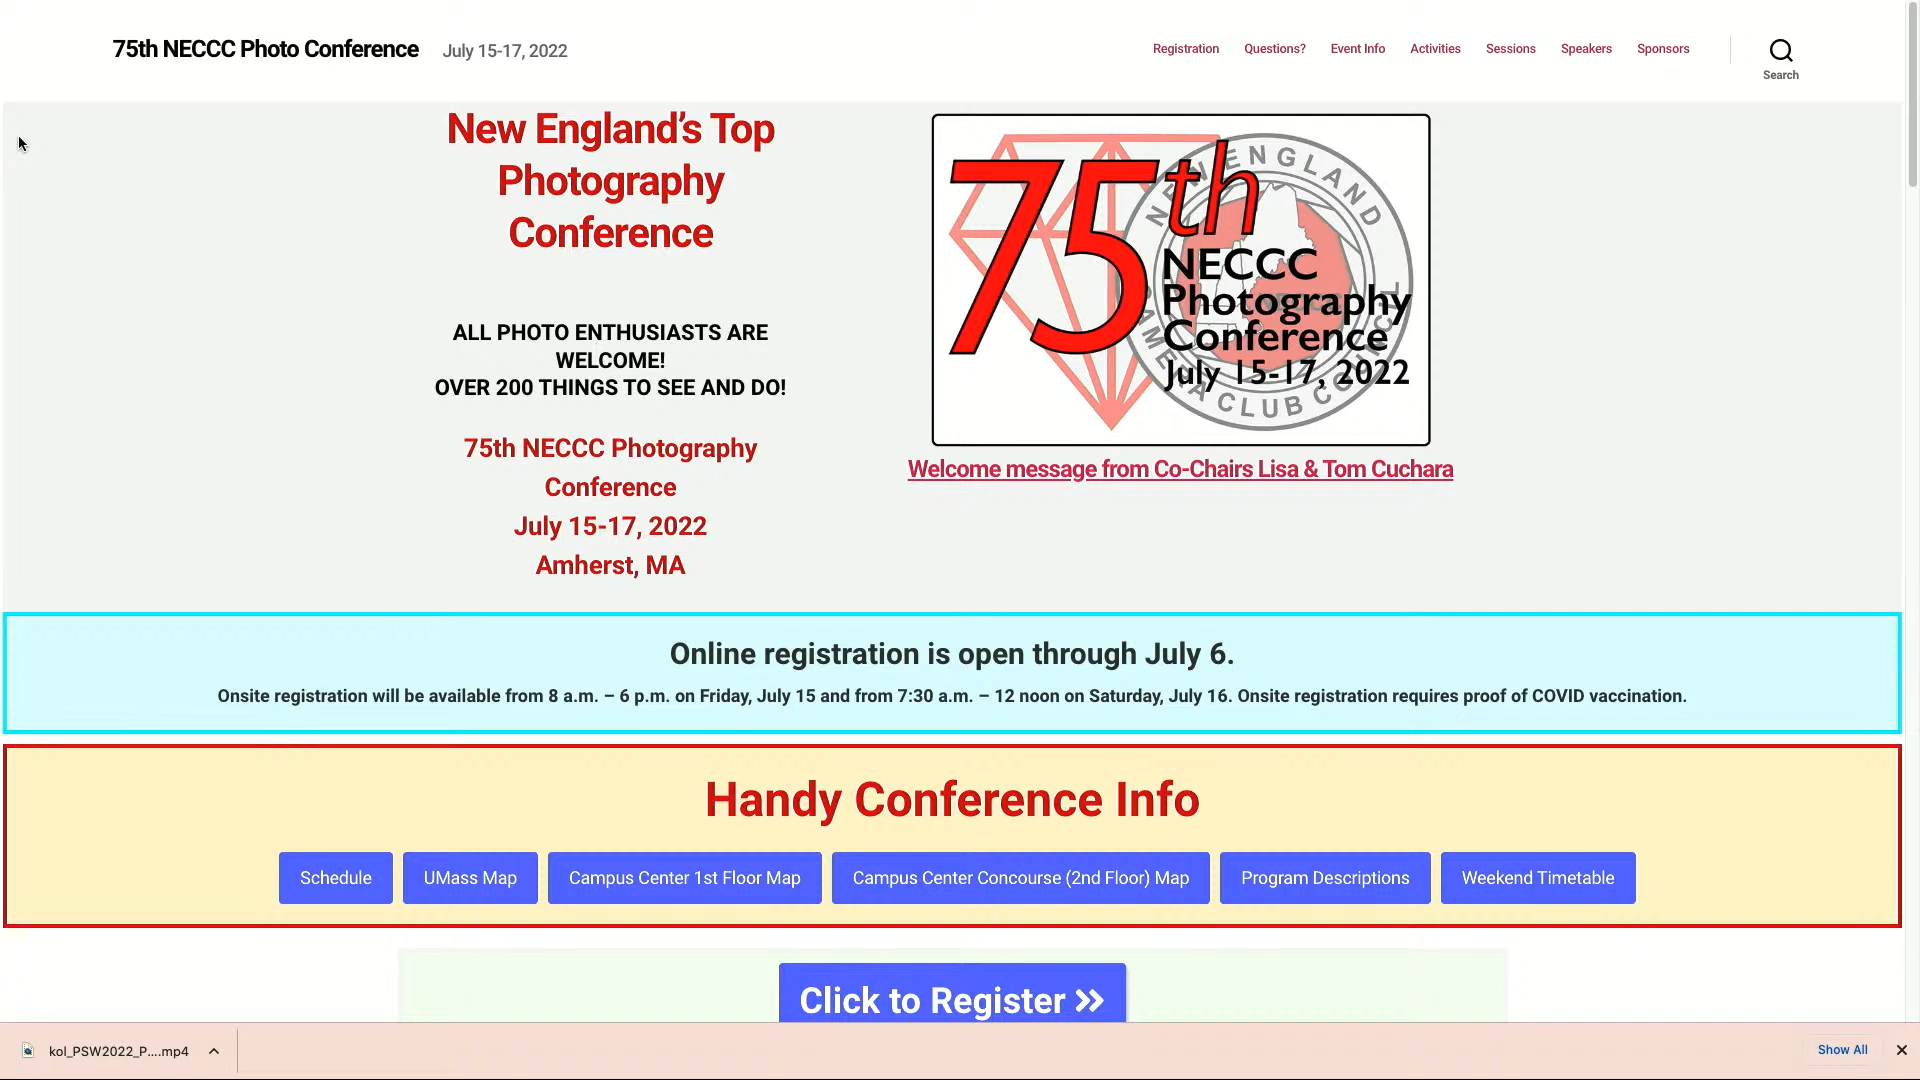 75th NECCC Photo Conference
July 15-17, 2022
Registration
Questions?
Event Info
Activities
Sessions
Speakers
Sponsors
Search
New England’s Top
Photography
Conference
ALL PHOTO ENTHUSIASTS ARE
WELCOME!
OVER 200 THINGS TO SEE AND DO!
75th NECCC Photography
Conference
July 15-17, 2022
Amherst, MA
NEW ENGLAND
CAMERA CLUB COUNCIL
75th
NECCC
Photography
Conference
July 15-17, 2022
Welcome message from Co-Chairs Lisa & Tom Cuchara
Online registration is open through July 6.
Onsite registration will be available from 8 a.m. – 6 p.m. on Friday, July 15 and from 7:30 a.m. – 12 noon on Saturday, July 16. Onsite registration requires proof of COVID vaccination.
Handy Conference Info
Schedule
UMass Map
Campus Center 1st Floor Map
Campus Center Concourse (2nd Floor) Map
Program Descriptions
Weekend Timetable
Click to Register »
kol_PSW2022_P....mp4
Show All